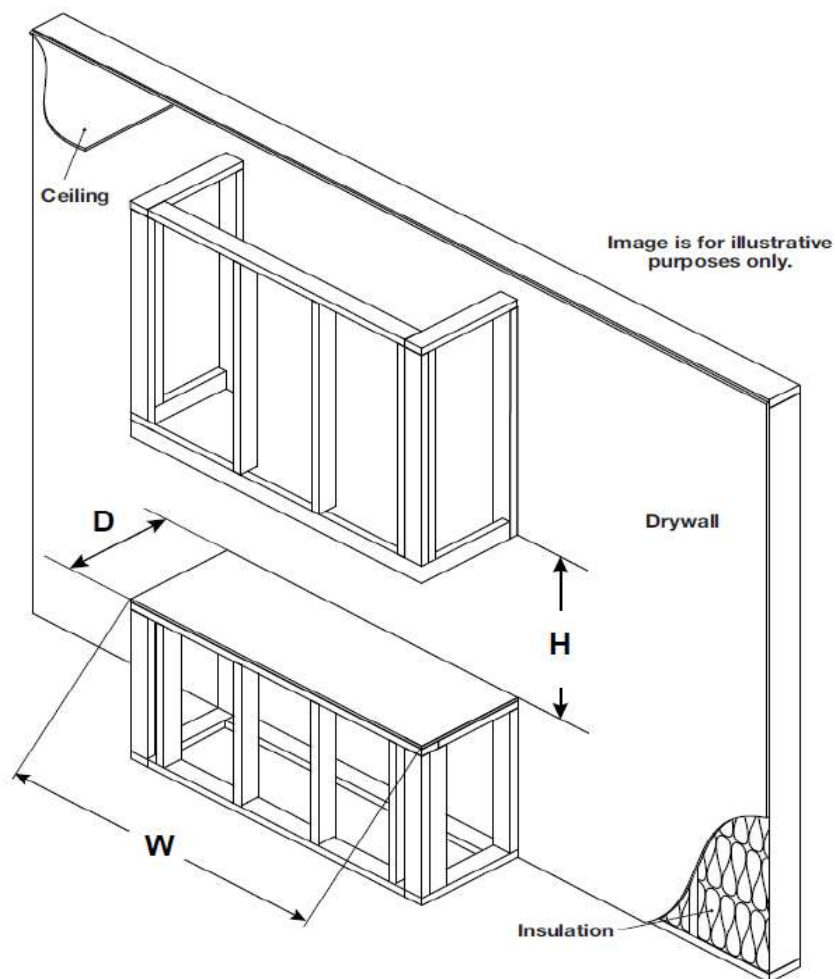 Ceiling
Image is for illustrative
purposes only.
D
Drywall
H
W
Insulation